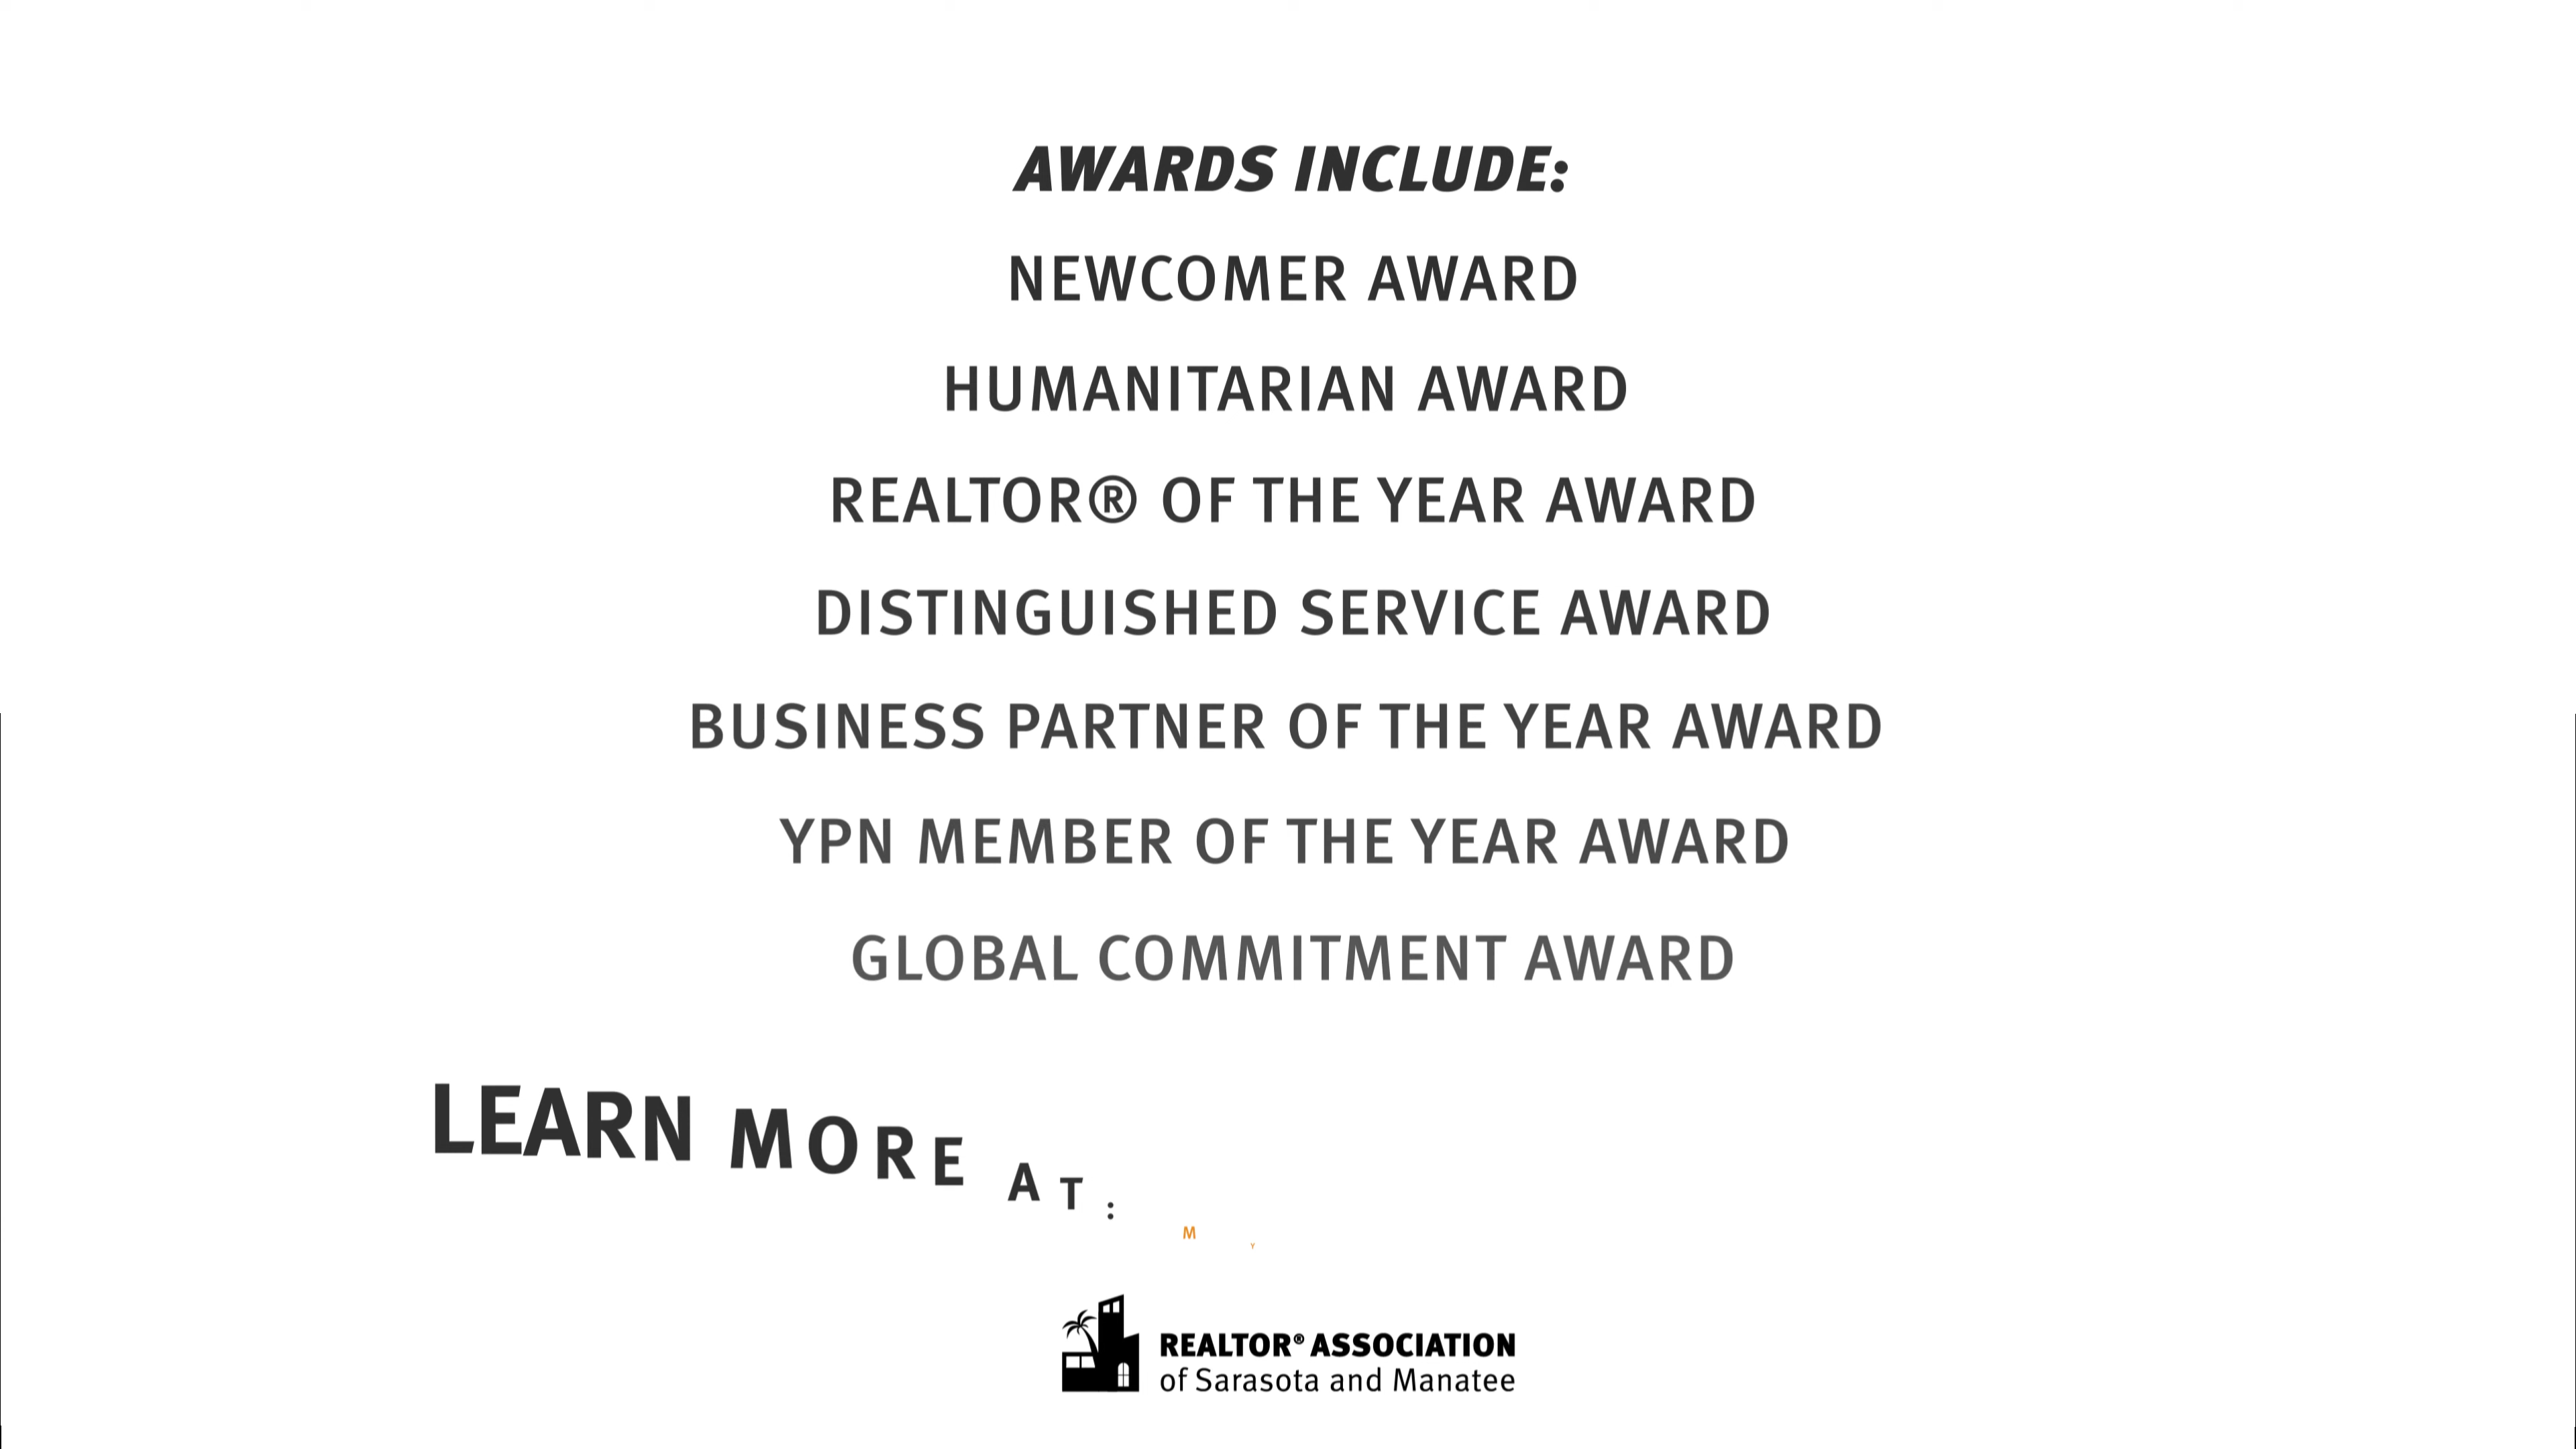 AWARDS INCLUDE:
NEWCOMER AWARD
HUMANITARIAN AWARD
REALTOR® OF THE YEAR AWARD
DISTINGUISHED SERVICE AWARD
BUSINESS PARTNER OF THE YEAR AWARD
YPN MEMBER OF THE YEAR AWARD
GLOBAL COMMITMENT AWARD
LEARN MORE AT: MY
REALTOR® ASSOCIATION
of Sarasota and Manatee